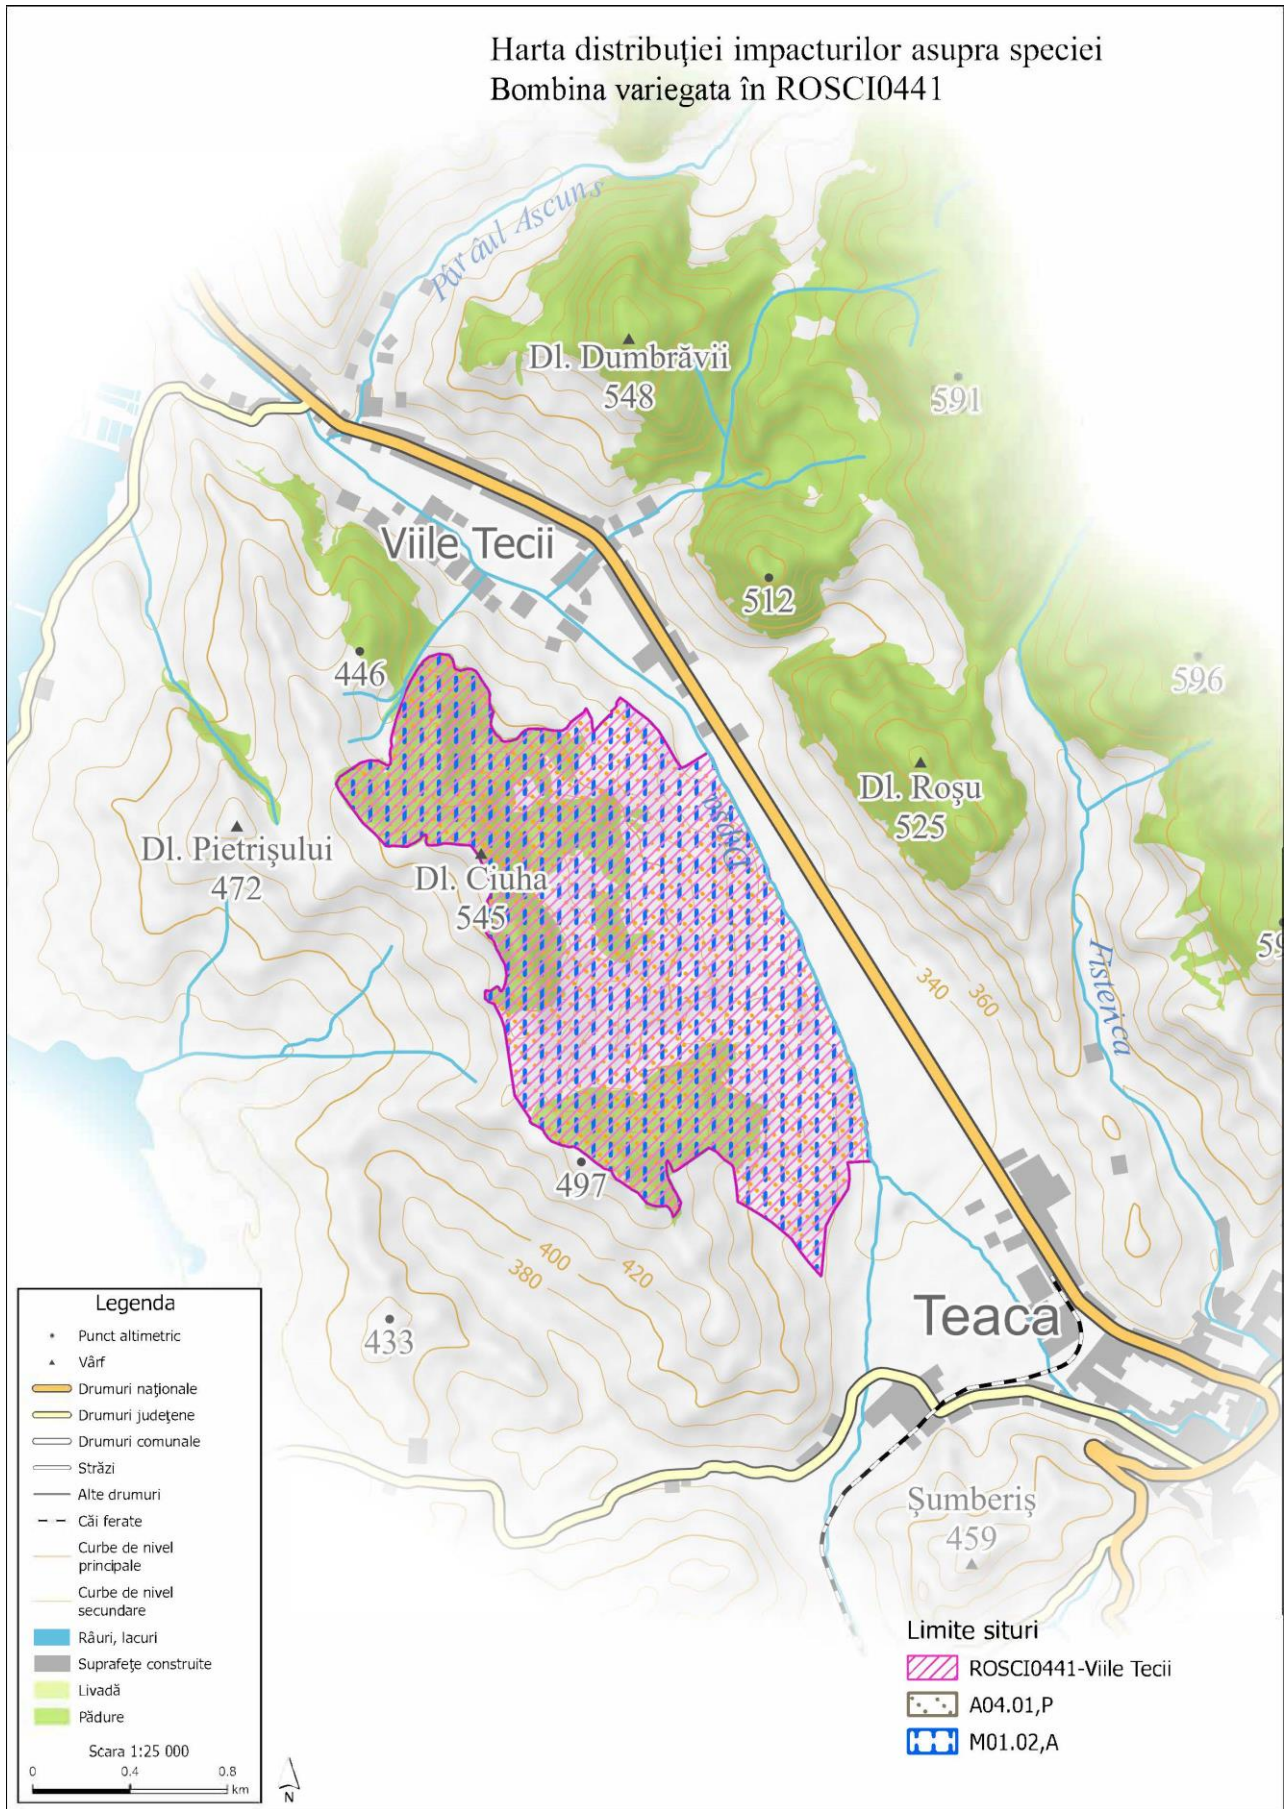 Harta distribuţiei impacturilor asupra speciei
Bombina variegata în ROSCI0441
Pârâul Ascuns
Dl. Dumbrăvii
548
591
Viile Tecii
512
446
596
Dl. Roşu
525
Dl. Pietrişului
472
Dl. Ciuha
545
340
360
Fisterica
497
400
380
420
433
Teaca
Şumberiş
459
Legenda
Punct altimetric
Vârf
Drumuri naţionale
Drumuri judeţene
Drumuri comunale
Străzi
Alte drumuri
Căi ferate
Curbe de nivel
principale
Curbe de nivel
secundare
Râuri, lacuri
Suprafeţe construite
Livadă
Pădure
Scara 1:25 000
0 0.4 0.8
km
N
Limite situri
ROSCI0441-Viile Tecii
A04.01,P
M01.02,A